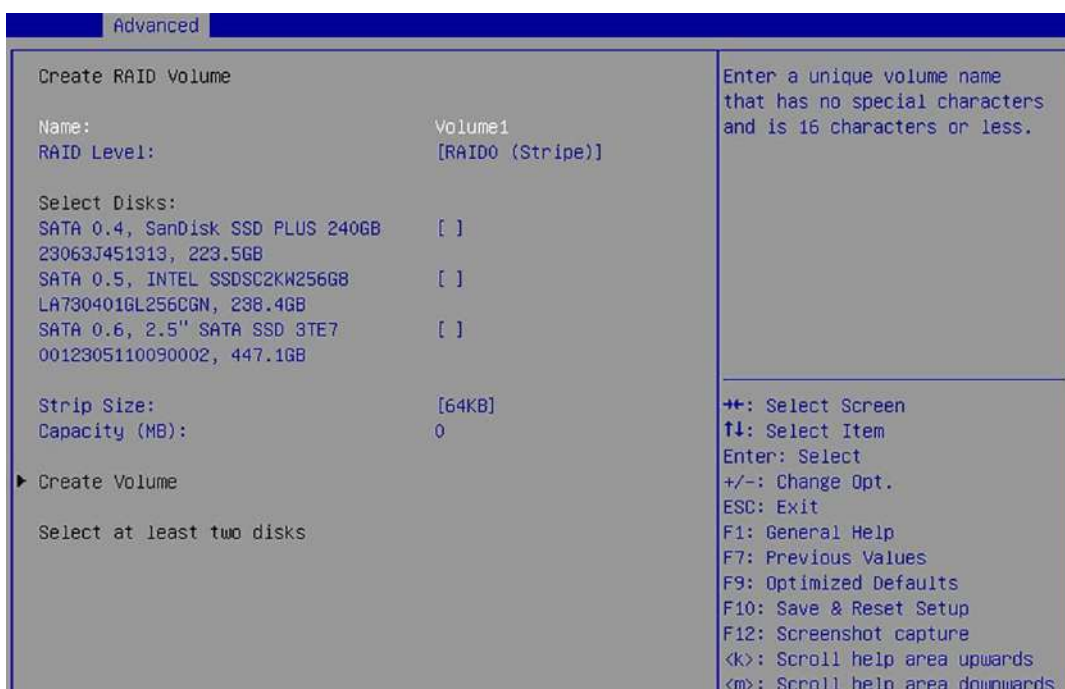 Advanced
Create RAID Volume
Name: Volume1
RAID Level: [RAID0 (Stripe)]
Select Disks:
SATA 0.4, SanDisk SSD PLUS 240GB [ ]
23063J451313, 223.5GB
SATA 0.5, INTEL SSDSC2KW256G8 [ ]
LA730401GL256CGN, 238.4GB
SATA 0.6, 2.5" SATA SSD 3TE7 [ ]
0012305110090002, 447.1GB
Strip Size: [64KB]
Capacity (MB): 0
Create Volume
Select at least two disks
Enter a unique volume name
that has no special characters
and is 16 characters or less.
→←: Select Screen
↑↓: Select Item
Enter: Select
+/-: Change Opt.
ESC: Exit
F1: General Help
F7: Previous Values
F9: Optimized Defaults
F10: Save & Reset Setup
F12: Screenshot capture
<k>: Scroll help area upwards
<m>: Scroll help area downwards